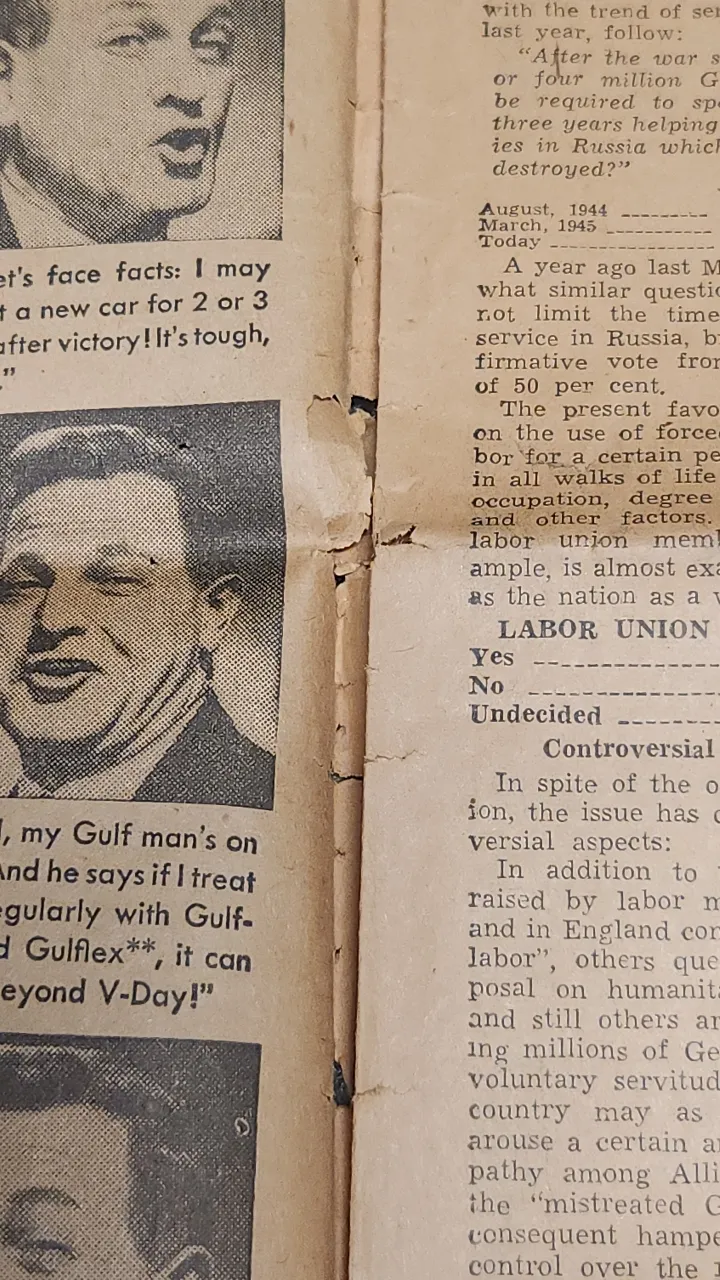 et's face facts: I may
t a new car for 2 or 3
after victory! It's tough,
."
, my Gulf man's on
And he says if I treat
egularly with Gulf-
d Gulflex**, it can
eyond V-Day!"
with the trend of ser
last year, follow:
"After the war s
or four million G
be required to spe
three years helping
ies in Russia which
destroyed?"
August, 1944
March, 1945
Today
A year ago last M
what similar questio
not limit the time
service in Russia, b
firmative vote from
of 50 per cent.
The present favo
on the use of forced
bor for a certain pe
in all walks of life
occupation, degree
and other factors.
labor union memb
ample, is almost exa
as the nation as a w
LABOR UNION
Yes
No
Undecided
Controversial
In spite of the o
ion, the issue has c
versial aspects:
In addition to t
raised by labor m
and in England con
labor", others que
posal on humanita
and still others ar
ing millions of Ge
voluntary servitud
country may as
arouse a certain a
pathy among Alli
the "mistreated G
consequent hampe
control over the